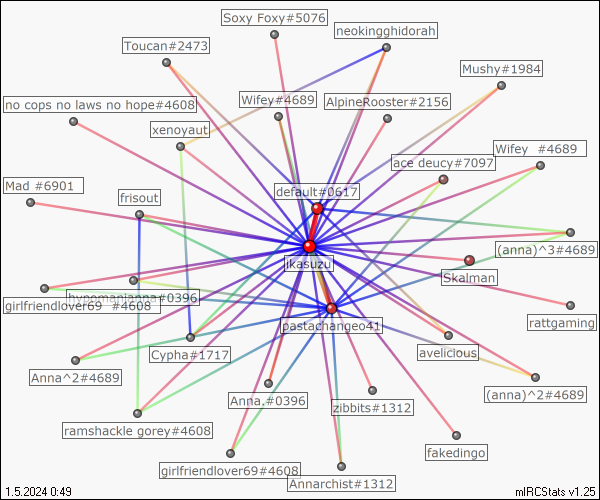 Soxy Foxy#5076
neokingghidorah
Toucan#2473
Mushy#1984
no cops no laws no hope#4608
Wifey#4689
AlpineRooster#2156
xenoyaut
Wifey  #4689
ace deucy#7097
Mad #6901
default#0617
frisout
(anna)^3#4689
jikasuzu
Skalman
hypomanianna#0396
girlfriendlover69  #4608
rattgaming
pastachangeo41
Cypha#1717
avelicious
Anna^2#4689
(anna)^2#4689
Anna.#0396
zibbits#1312
ramshackle gorey#4608
fakedingo
girlfriendlover69#4608
Annarchist#1312
1.5.2024 0:49
mIRCStats v1.25